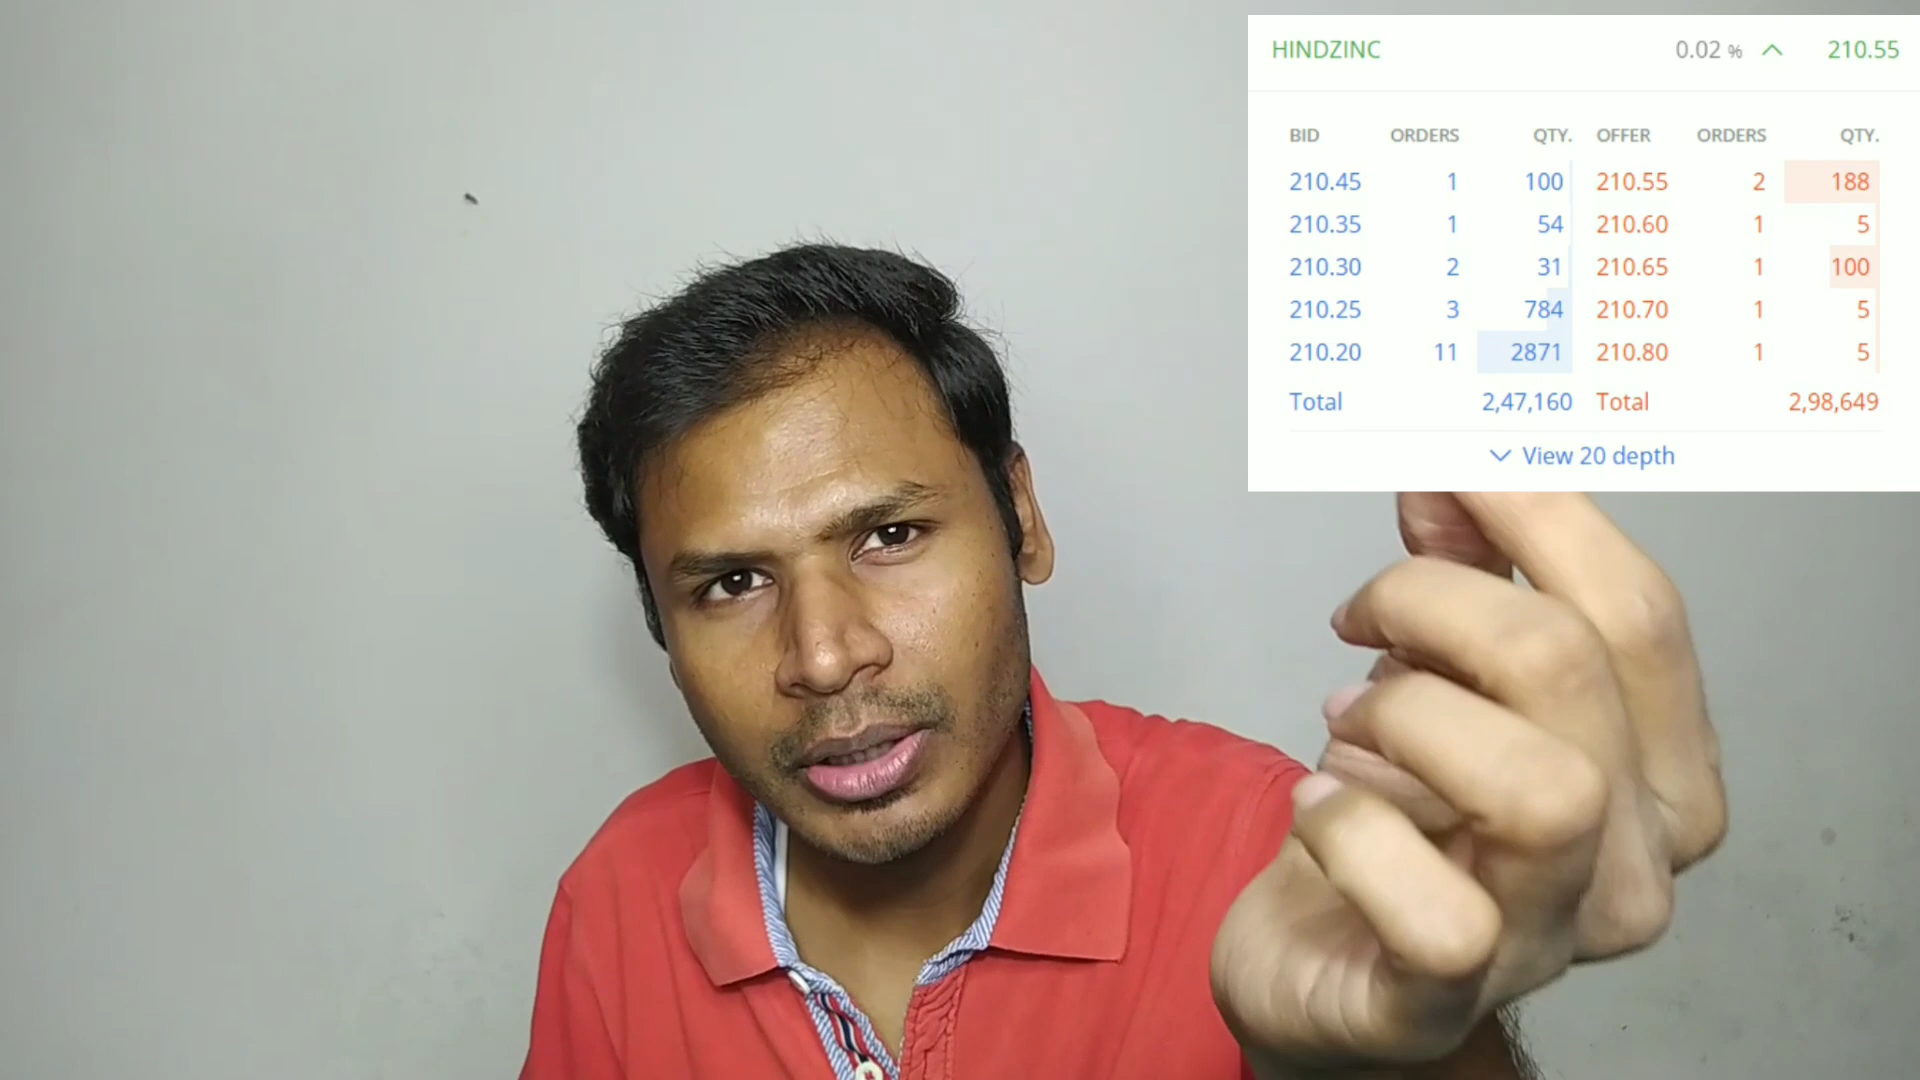 HINDZINC 0.02 % 210.55
BID ORDERS QTY. OFFER ORDERS QTY.
210.45 1 100 210.55 2 188
210.35 1 54 210.60 1 5
210.30 2 31 210.65 1 100
210.25 3 784 210.70 1 5
210.20 11 2871 210.80 1 5
Total 2,47,160 Total 2,98,649
View 20 depth